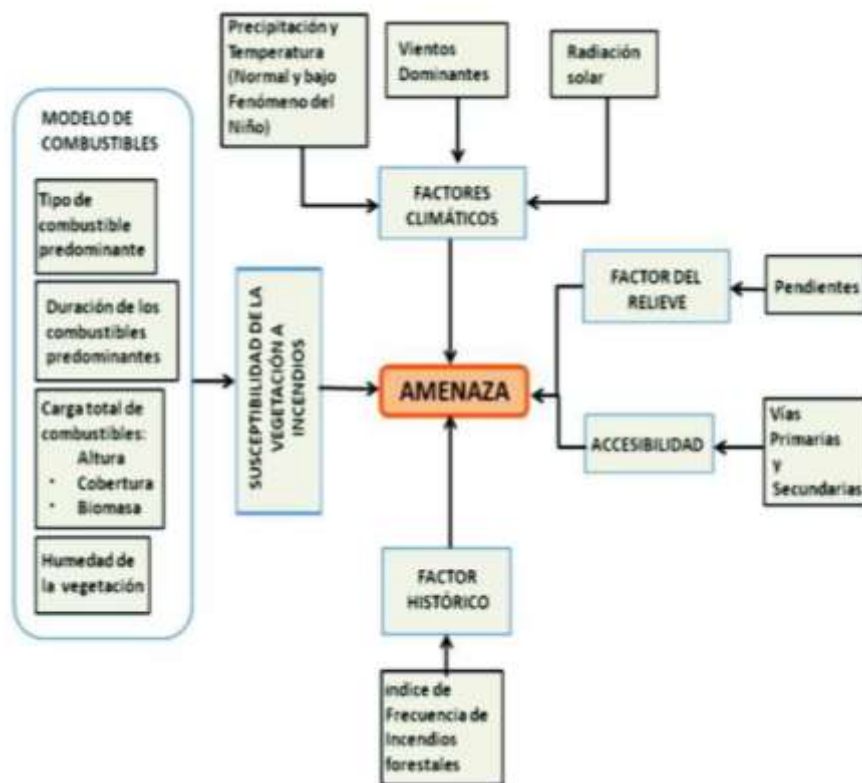 Precipitación y
Temperatura
(Normal y bajo
Fenómeno del
Niño)
Vientos
Dominantes
Radiación
solar
MODELO DE
COMBUSTIBLES
Tipo de
combustible
predominante
Duración de los
combustibles
predominantes
Carga total de
combustibles:
Altura
• Cobertura
• Biomasa
Humedad de
la vegetación
SUSCEPTIBILIDAD DE LA
VEGETACIÓN A
INCENDIOS
FACTORES
CLIMÁTICOS
AMENAZA
FACTOR DEL
RELIEVE
Pendientes
ACCESIBILIDAD
Vías
Primarias
y
Secundarias
FACTOR
HISTÓRICO
indice de
Frecuencia de
Incendios
forestales